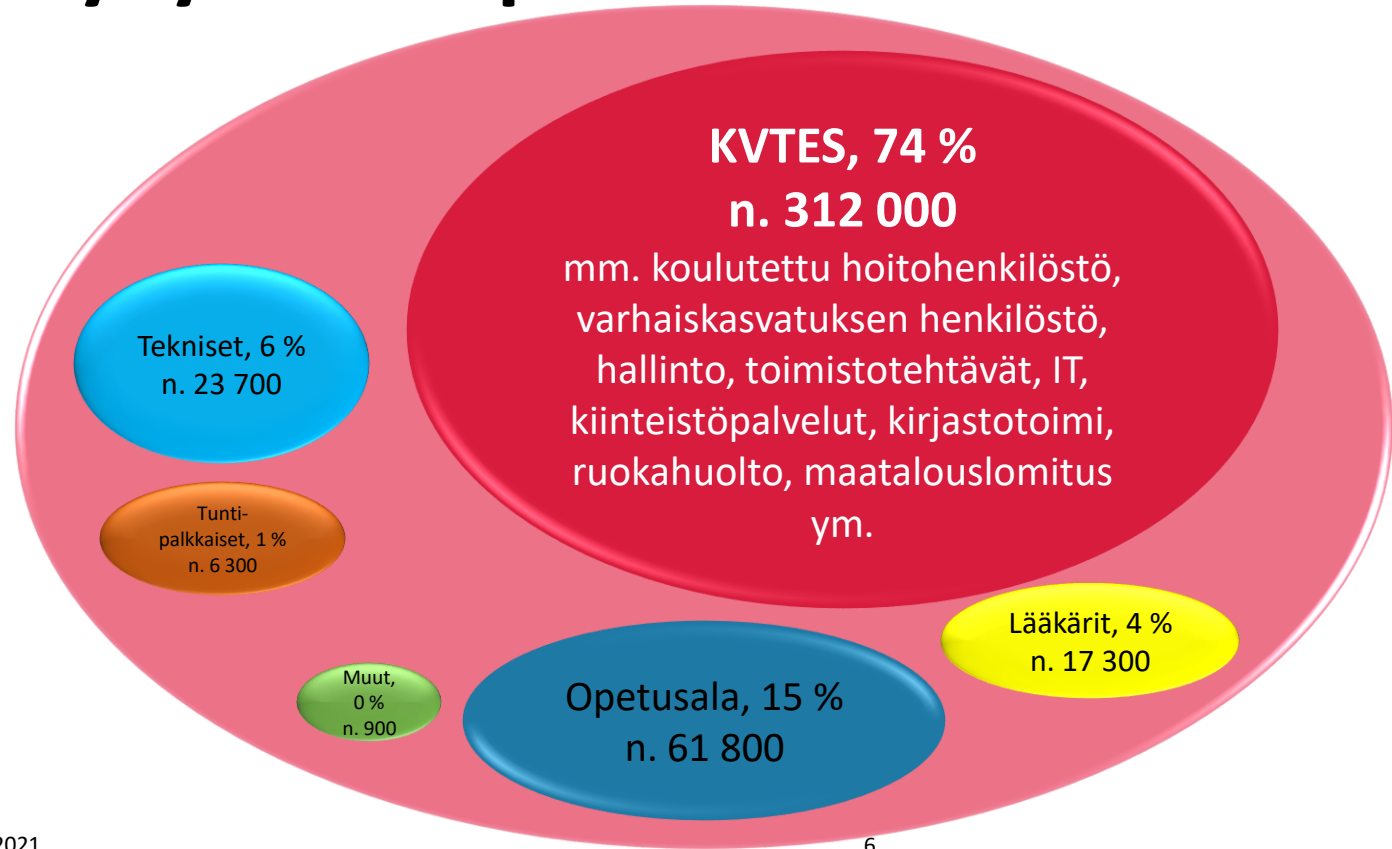 KVTES, 74 %
n. 312 000
mm. koulutettu hoitohenkilöstö,
varhaiskasvatuksen henkilöstö,
hallinto, toimistotehtävät, IT,
kiinteistöpalvelut, kirjastotoimi,
ruokahuolto, maatalouslomitus
ym.
Tekniset, 6 %
n. 23 700
Tunti-
palkkaiset, 1 %
n. 6 300
Lääkärit, 4 %
n. 17 300
Muut,
0 %
n. 900
Opetusala, 15 %
n. 61 800
2021
6